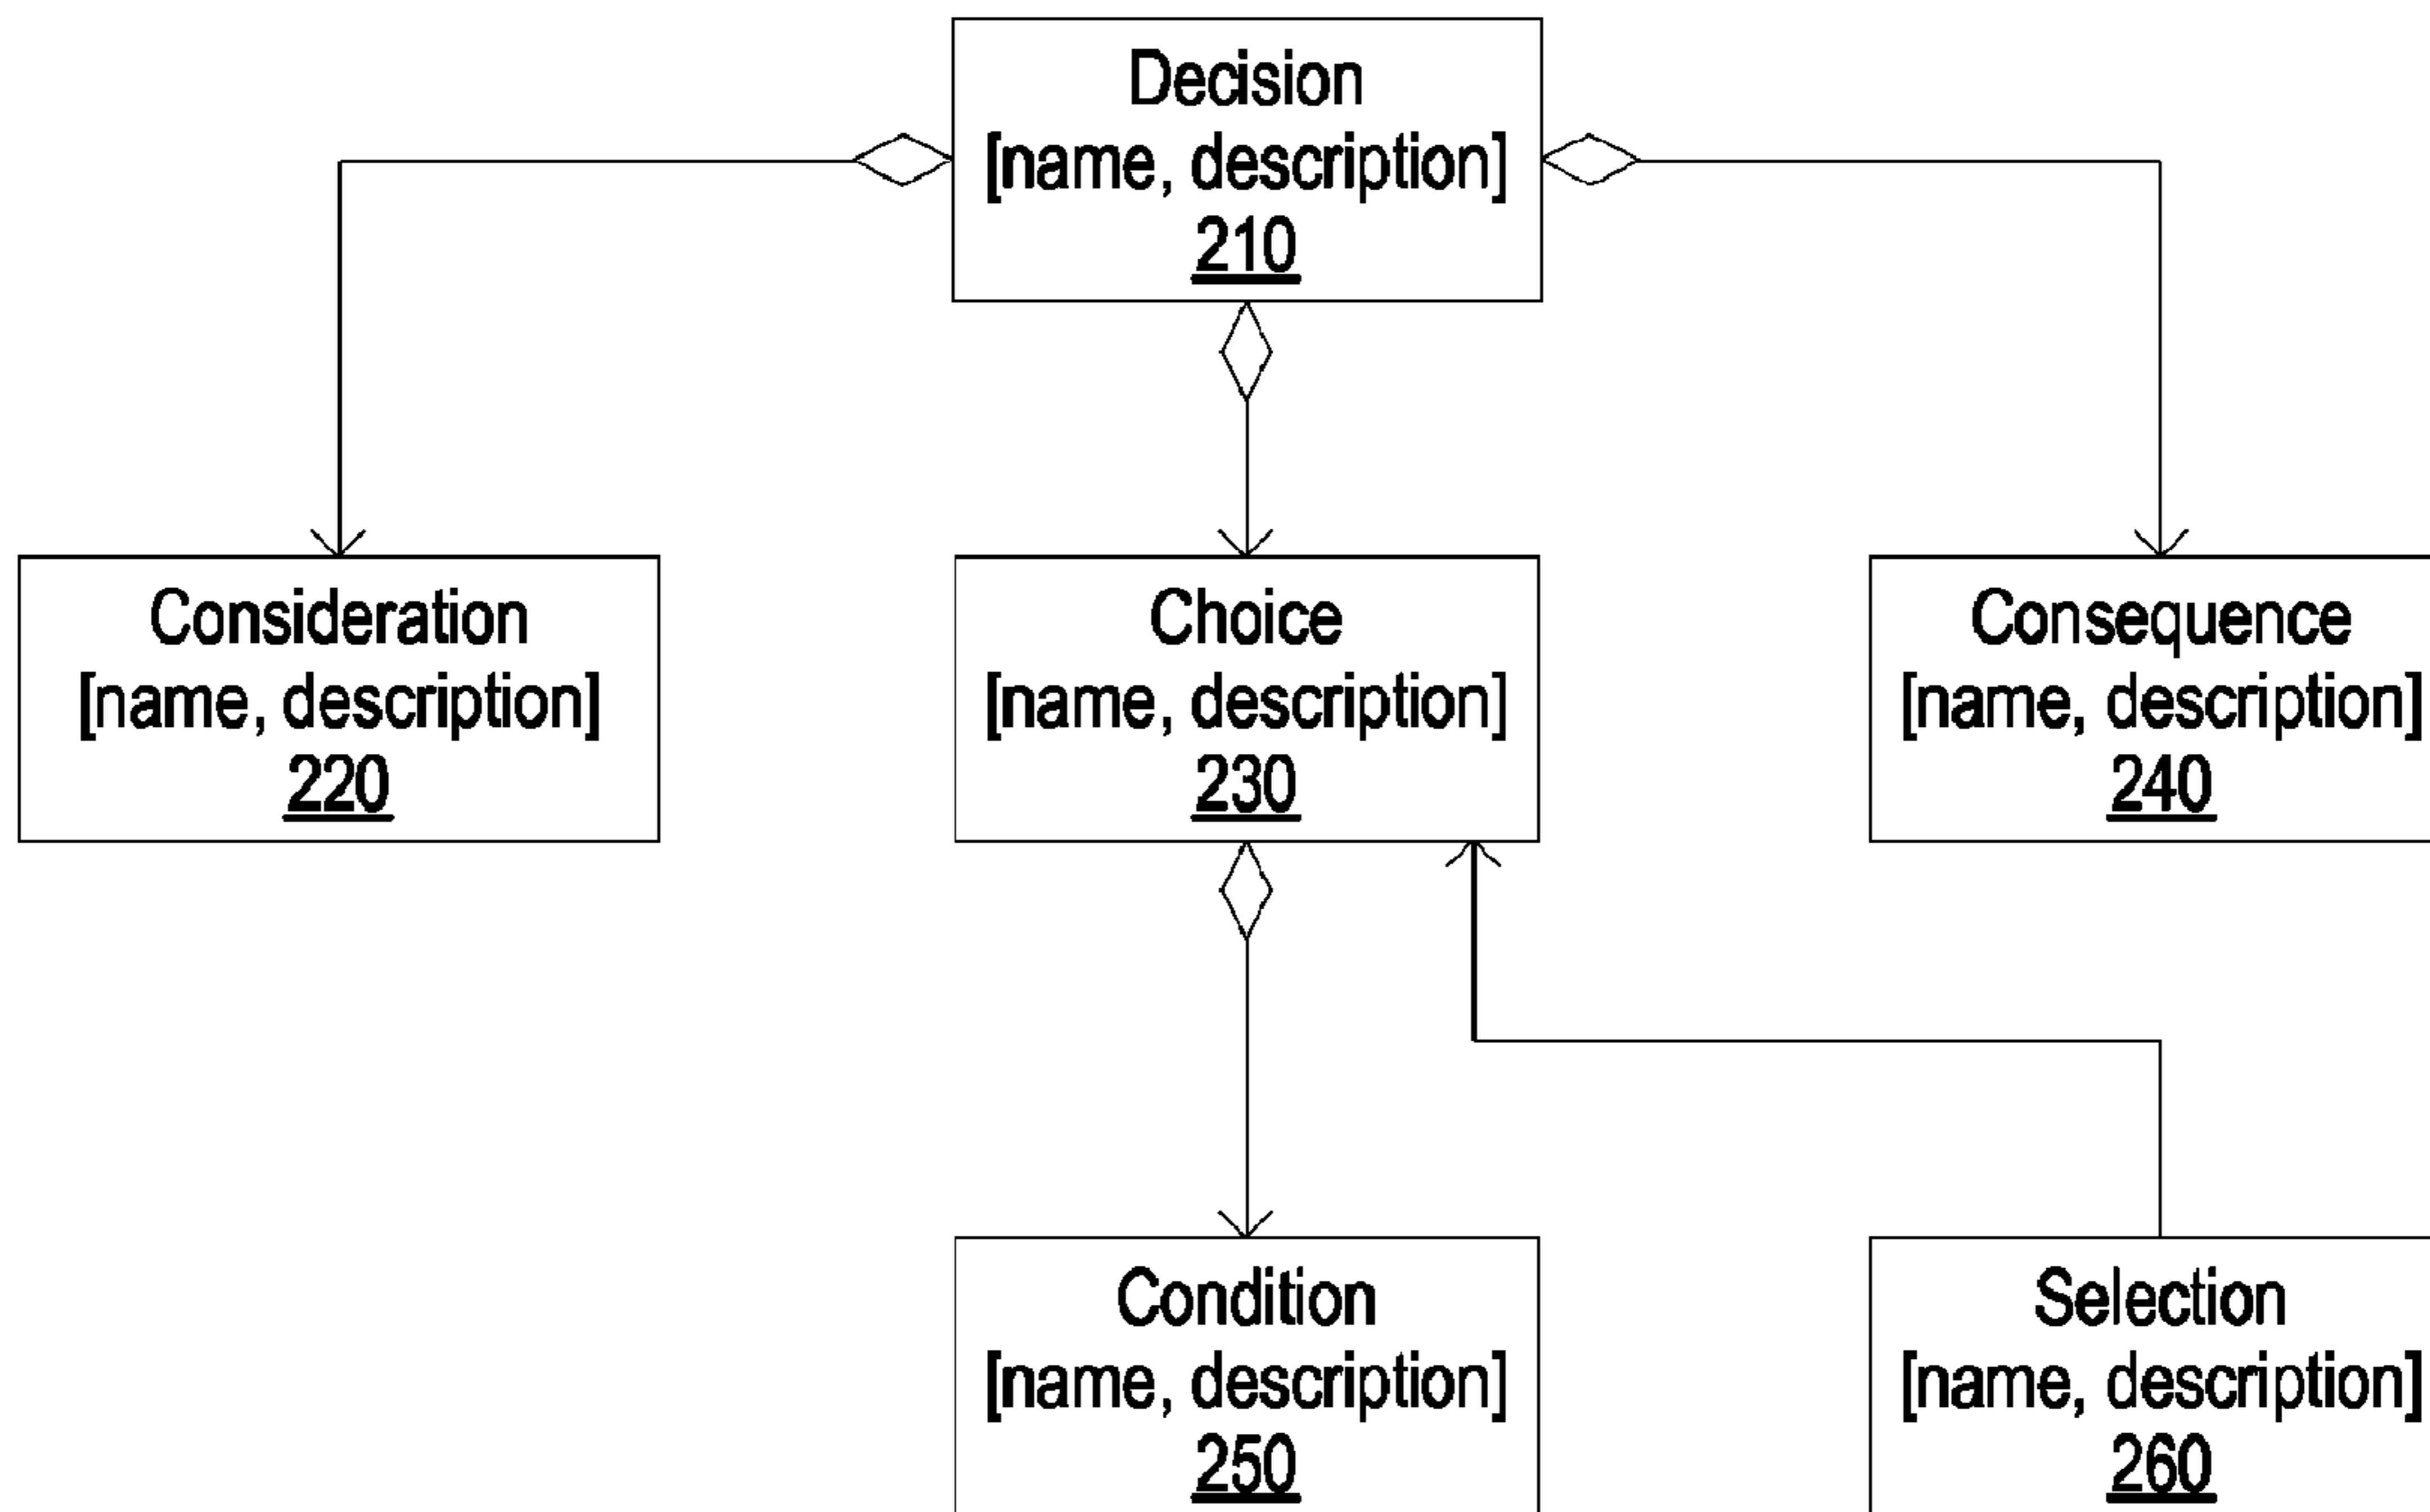 Decision
[name, description]
210
Consideration
[name, description]
220
Choice
[name, description]
230
Consequence
[name, description]
240
Condition
[name, description]
250
Selection
[name, description]
260